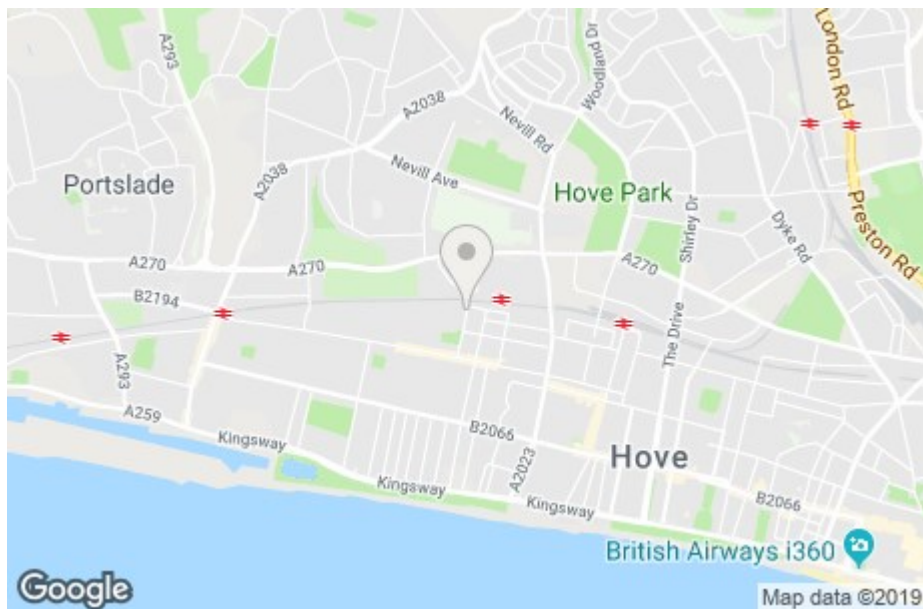 A293
London Rd
Woodland Dr
A2038
Nevill Rd
Portslade
A2038
Nevill Ave
Hove Park
Shirley Dr
Preston Rd
Dyke Rd
A270
A270
A270
B2194
The Drive
A293
A259
Kingsway
B2066
Hove
A2023
Kingsway
Kingsway
B2066
British Airways i360
Google
Map data ©2019